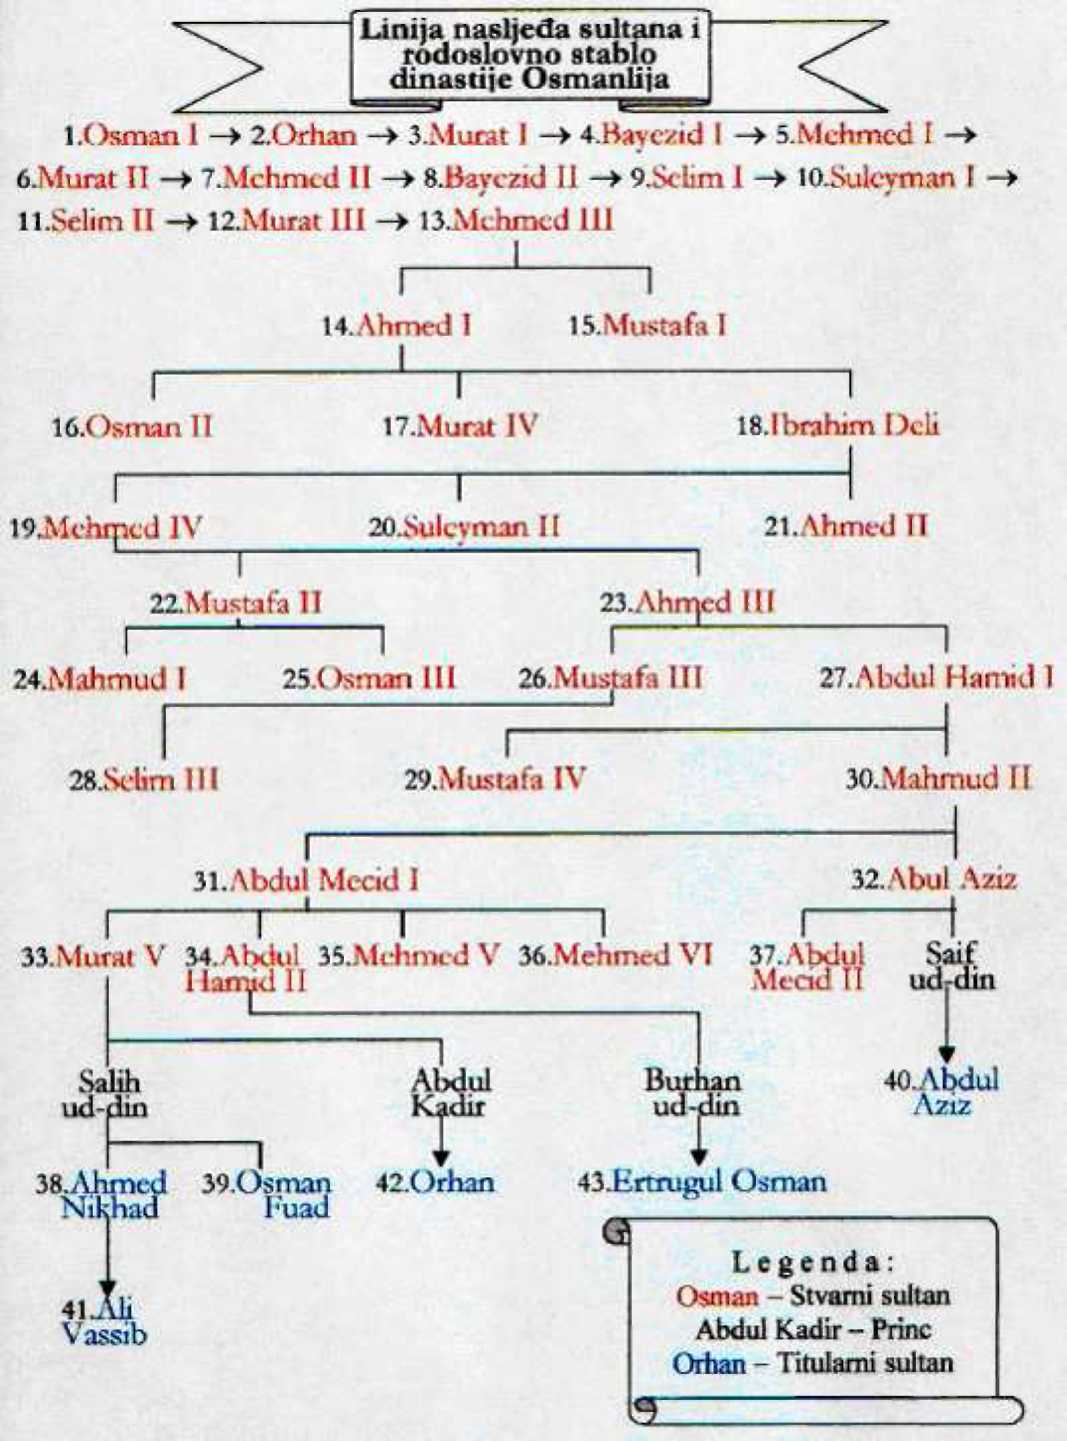 Linija nasljeđa sultana i
rodoslovno stablo
dinastije Osmanlija
1.Osman I → 2.Orhan → 3.Murat I → 4.Bayezid I → 5.Mehmed I →
6.Murat II → 7.Mehmed II → 8.Bayezid II → 9.Selim I → 10.Suleyman I →
11.Selim II → 12.Murat III → 13.Mehmed III
14.Ahmed I 15.Mustafa I
16.Osman II 17.Murat IV 18.Ibrahim Deli
19.Mehmed IV 20.Suleyman II 21.Ahmed II
22.Mustafa II 23.Ahmed III
24.Mahmud I 25.Osman III 26.Mustafa III 27.Abdul Hamid I
28.Selim III 29.Mustafa IV 30.Mahmud II
31.Abdul Mecid I 32.Abul Aziz
33.Murat V 34.Abdul 35.Mehmed V 36.Mehmed VI 37.Abdul Saif
Hamid II Mecid II ud-din
Salih Abdul Burhan 40.Abdul
ud-din Kadir ud-din Aziz
38.Ahmed 39.Osman 42.Orhan 43.Ertrugul Osman
Nikhad Fuad
41.Ali
Vassib
Legenda:
Osman – Stvarni sultan
Abdul Kadir – Princ
Orhan – Titularni sultan